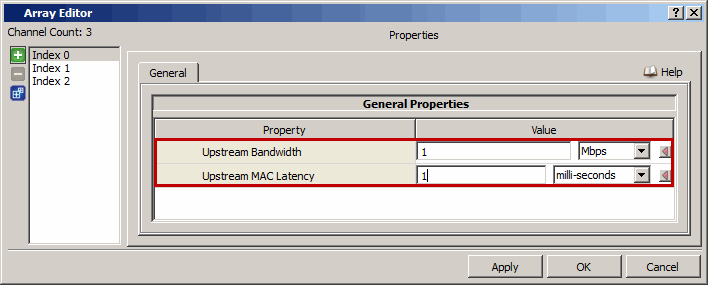 Array Editor
?
Channel Count: 3
Properties
Index 0
Index 1
Index 2
General
Help
General Properties
Property Value
Upstream Bandwidth 1 Mbps
Upstream MAC Latency 1 milli-seconds
Apply OK Cancel